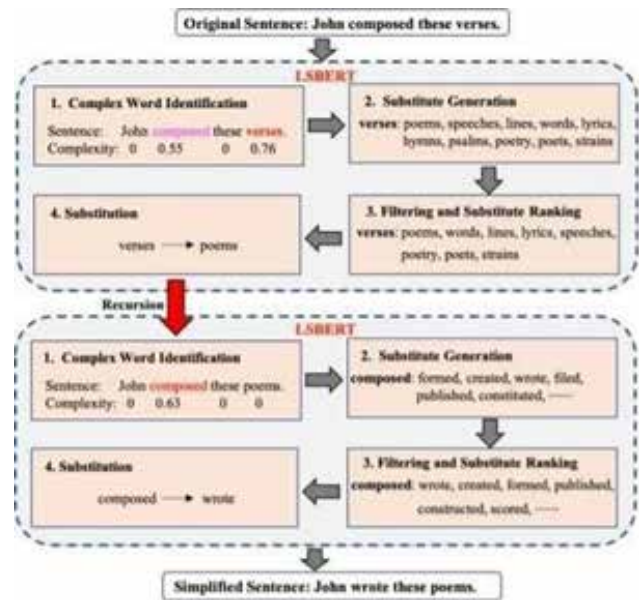 Original Sentence: John composed these verses.
LSBERT
1. Complex Word Identification
Sentence: John composed these verses.
Complexity: 0 0.55 0 0.76
2. Substitute Generation
verses: poems, speeches, lines, words, lyrics,
hymns, psalms, poetry, poets, strains
4. Substitution
verses → poems
3. Filtering and Substitute Ranking
verses: poems, words, lines, lyrics, speeches,
poetry, poets, strains
Recursion
LSBERT
1. Complex Word Identification
Sentence: John composed these poems.
Complexity: 0 0.63 0 0
2. Substitute Generation
composed: formed, created, wrote, filed,
published, constituted, ······
4. Substitution
composed → wrote
3. Filtering and Substitute Ranking
composed: wrote, created, formed, published,
constructed, scored, ······
Simplified Sentence: John wrote these poems.